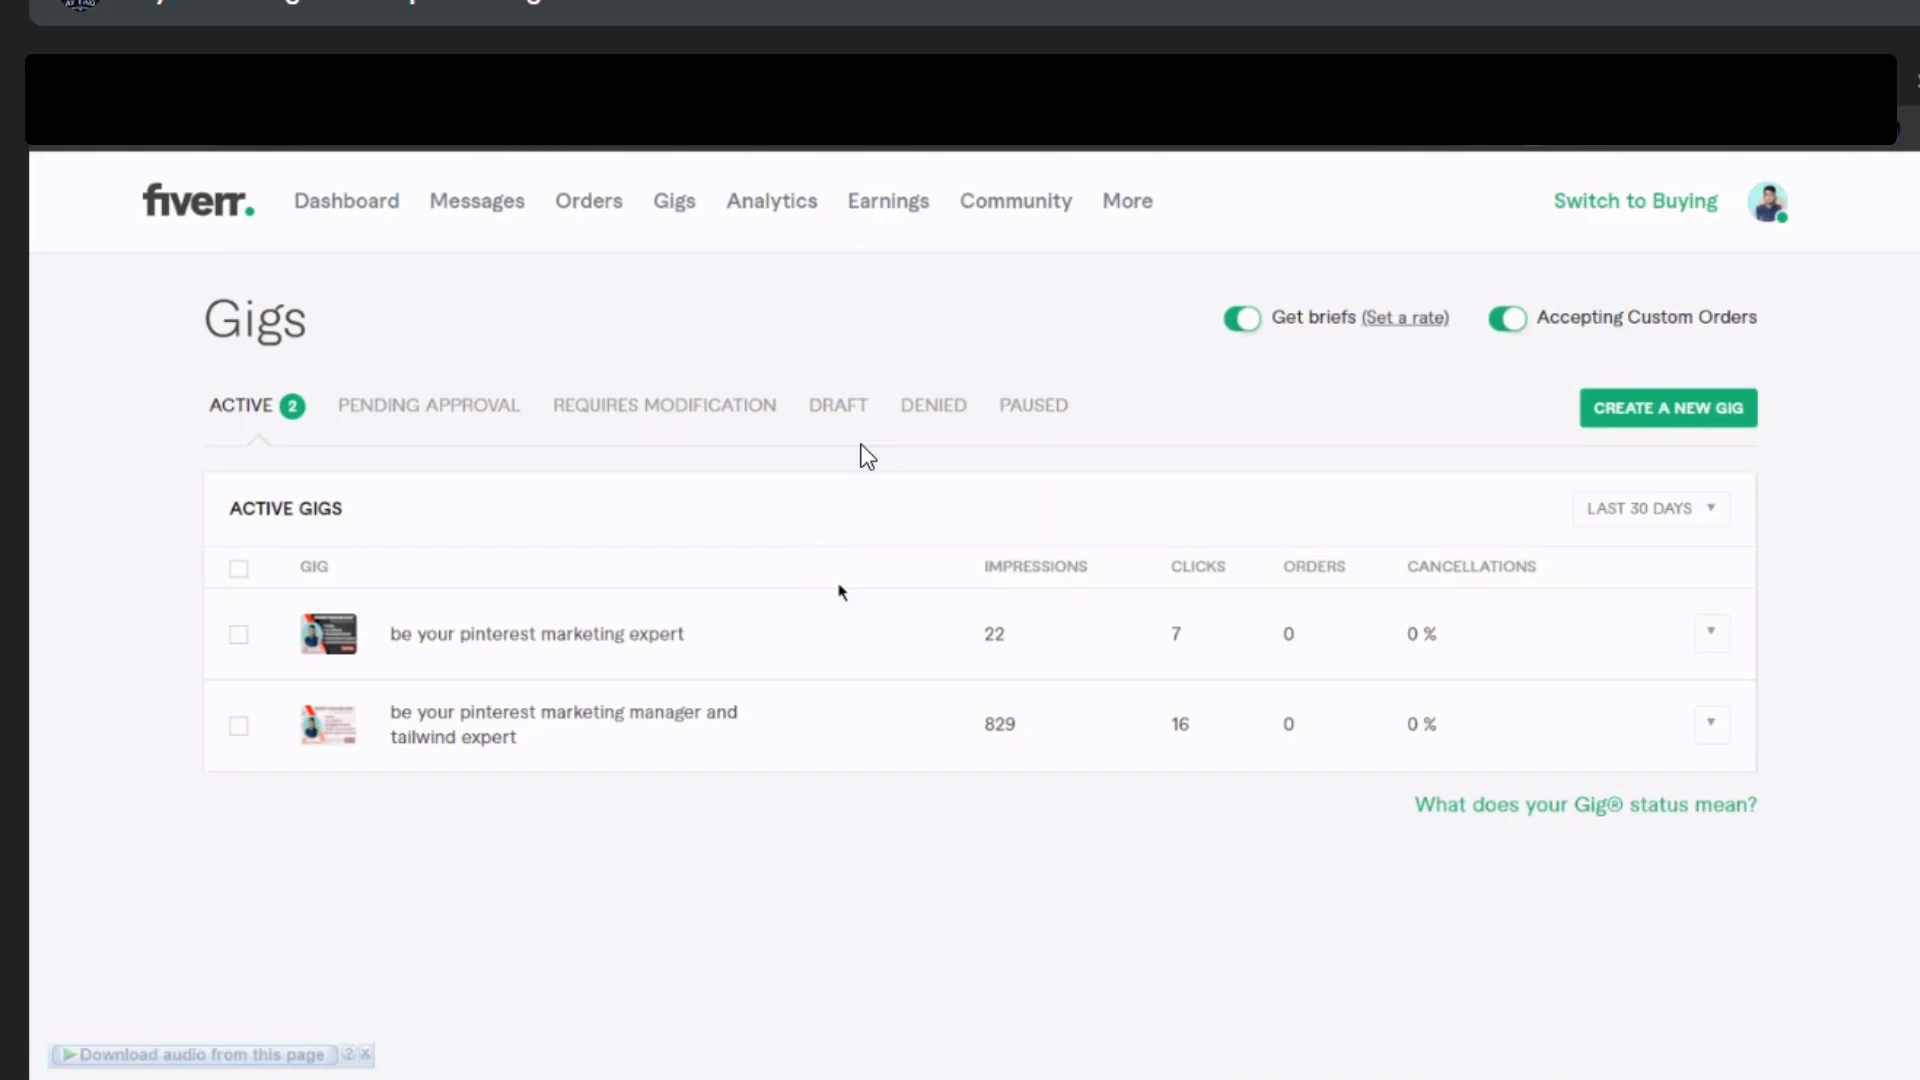 fiverr.
Dashboard Messages Orders Gigs Analytics Earnings Community More
Switch to Buying
Gigs
Get briefs (Set a rate) Accepting Custom Orders
ACTIVE 2 PENDING APPROVAL REQUIRES MODIFICATION DRAFT DENIED PAUSED
CREATE A NEW GIG
ACTIVE GIGS
LAST 30 DAYS
GIG IMPRESSIONS CLICKS ORDERS CANCELLATIONS
be your pinterest marketing expert 22 7 0 0 %
be your pinterest marketing manager and
tailwind expert
829 16 0 0 %
What does your Gig® status mean?
Download audio from this page ? X